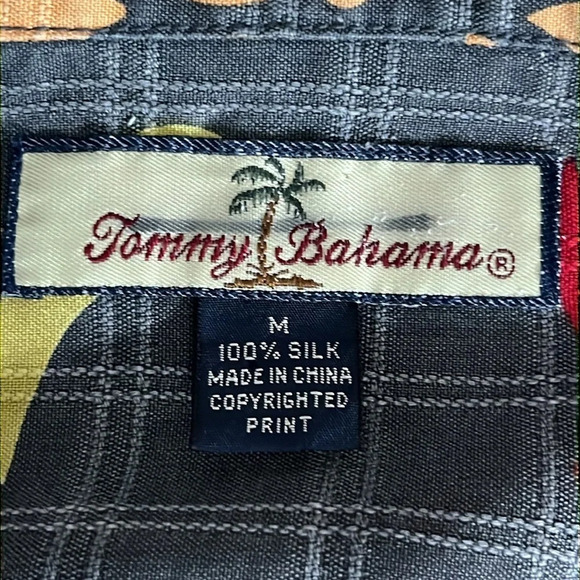 Tommy Bahama®
M
100% SILK
MADE IN CHINA
COPYRIGHTED
PRINT